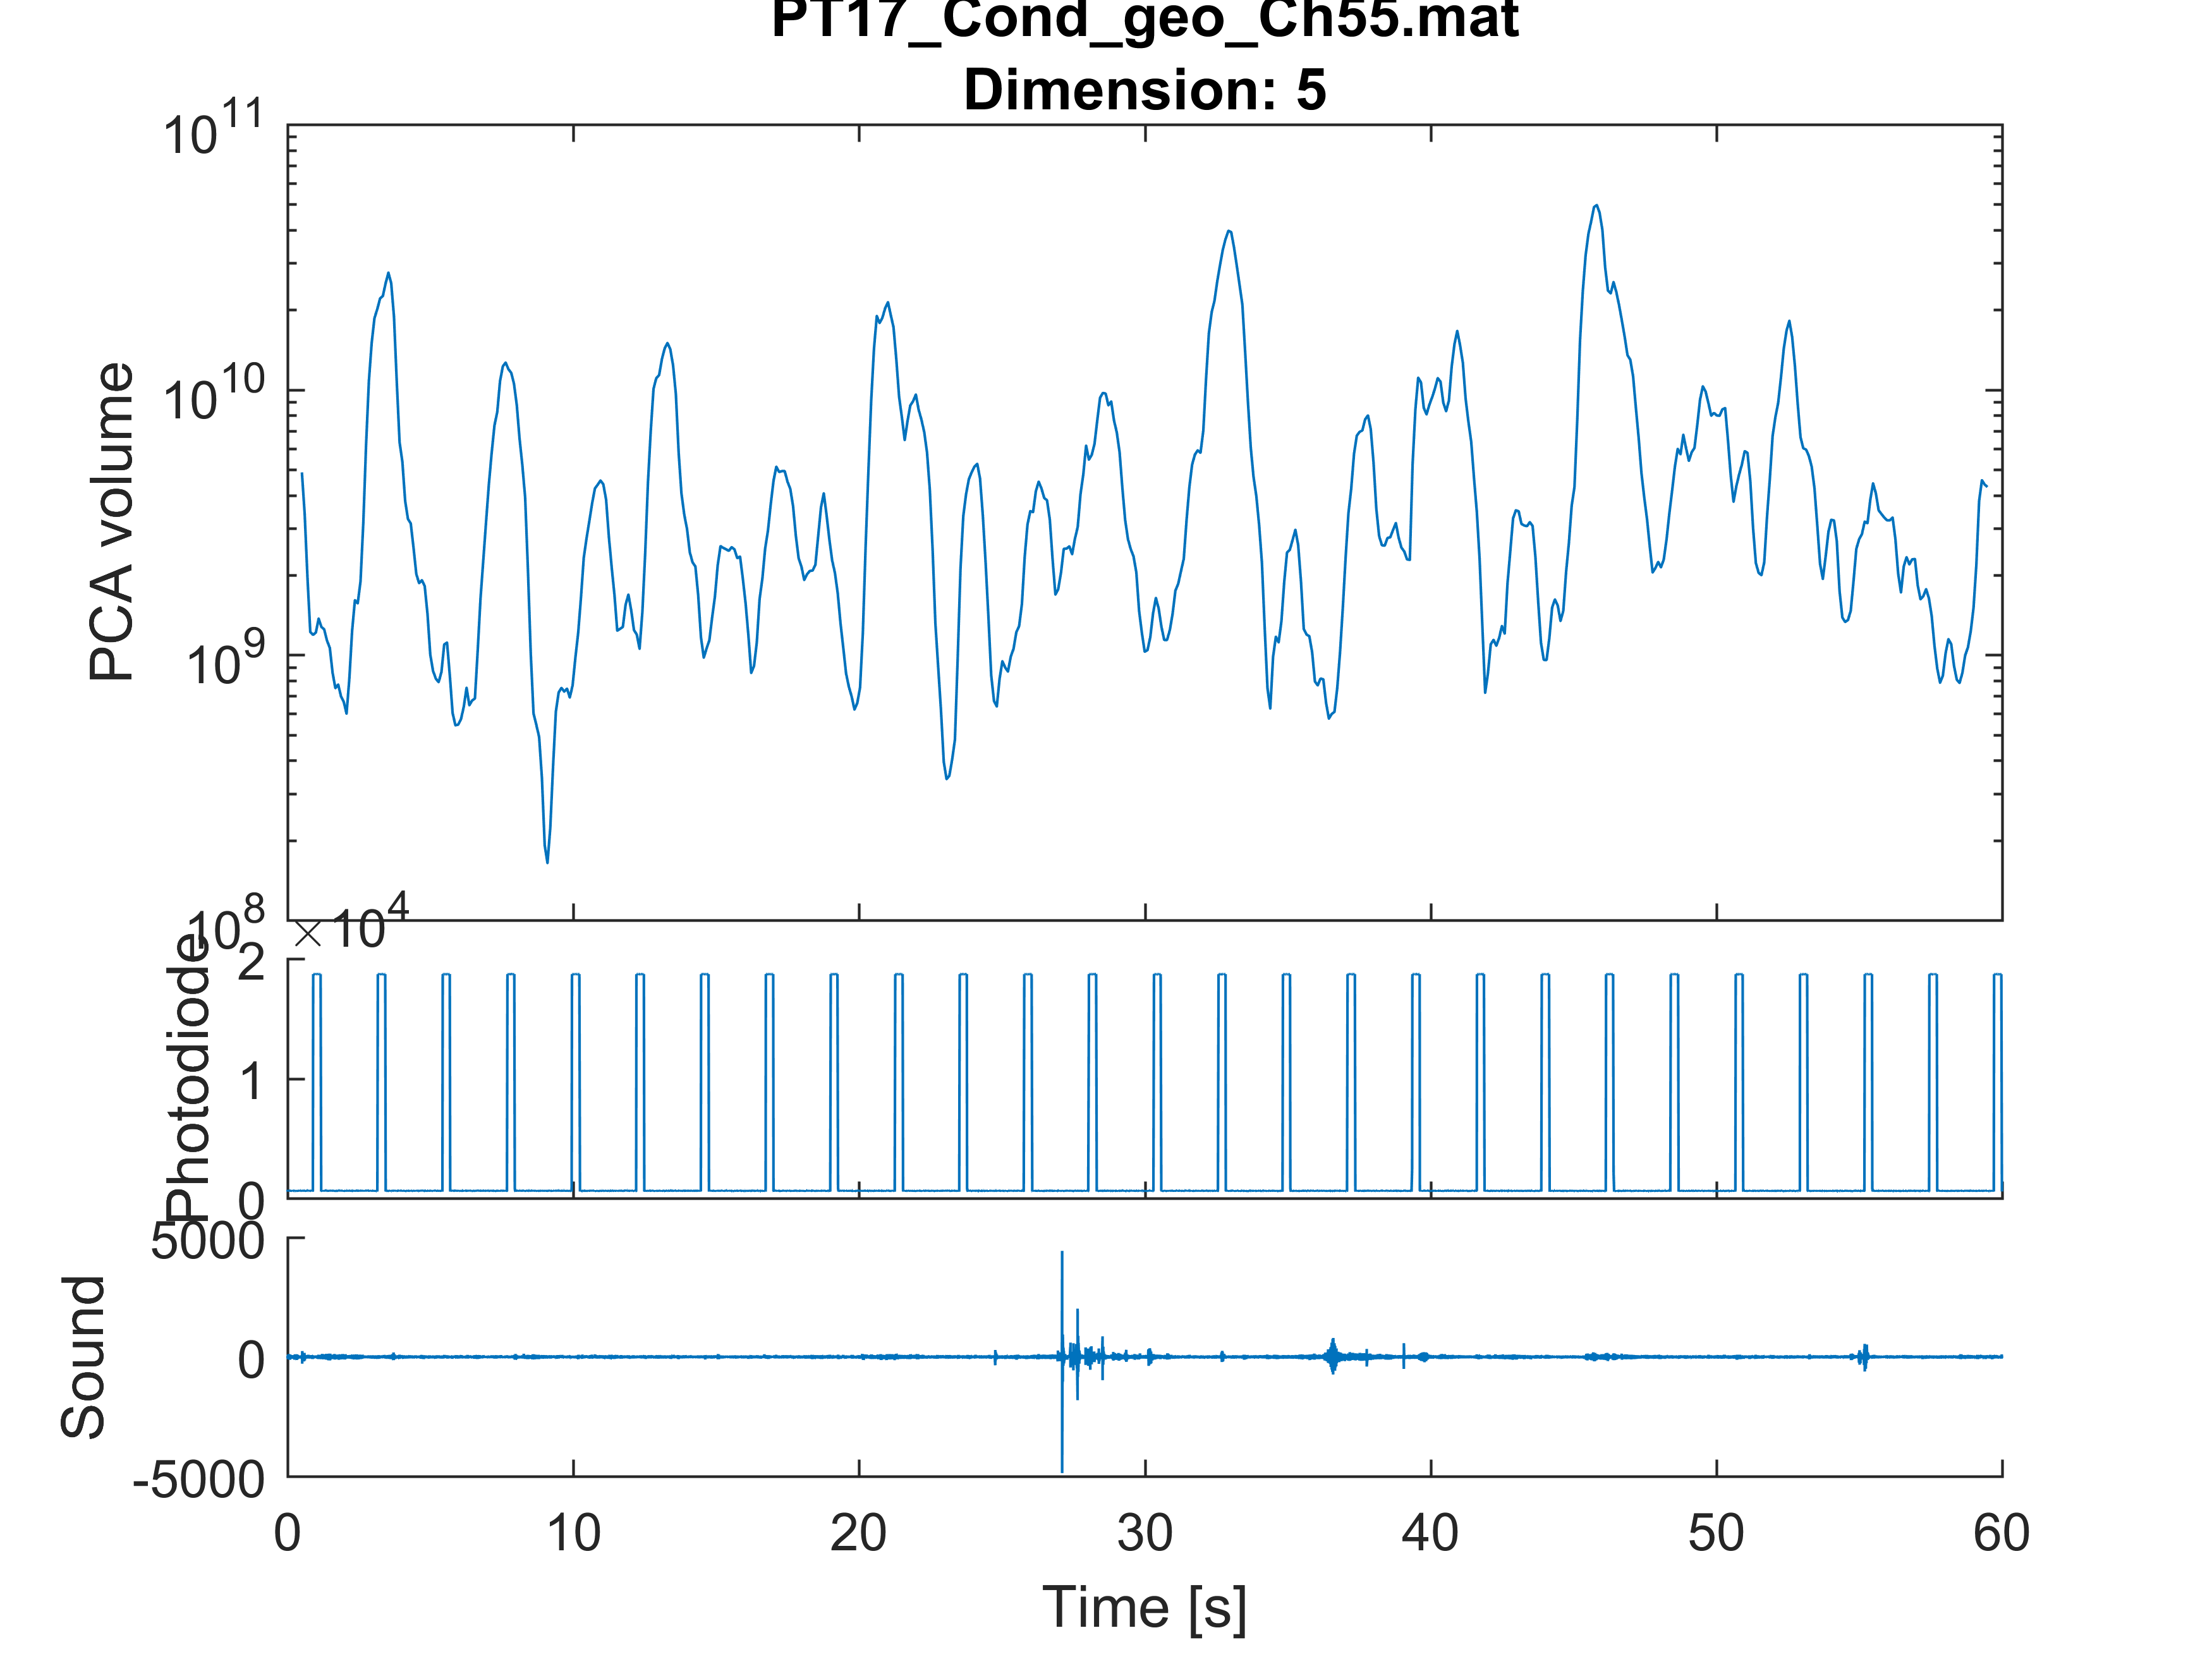 PT17_Cond_geo_Ch55.mat
Dimension: 5
10^11
10^10
10^9
10^8
PCA volume
×10^4
2
1
0
Photodiode
5000
0
-5000
Sound
0 10 20 30 40 50 60
Time [s]